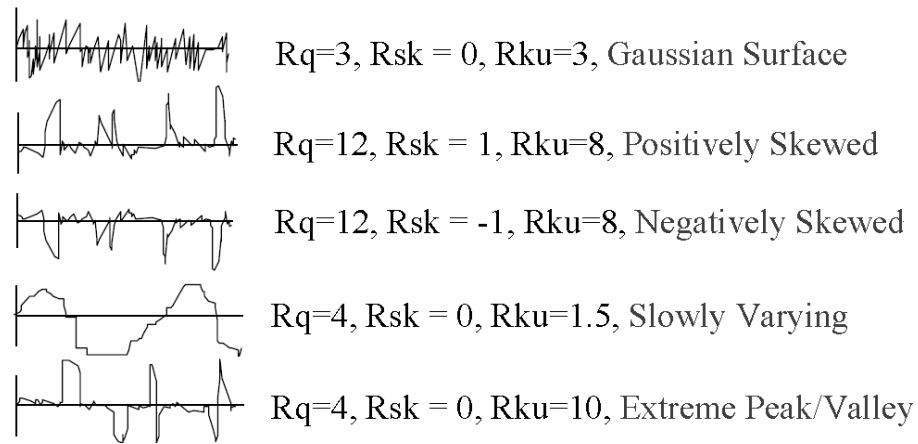 Rq=3, Rsk = 0, Rku=3, Gaussian Surface
Rq=12, Rsk = 1, Rku=8, Positively Skewed
Rq=12, Rsk = -1, Rku=8, Negatively Skewed
Rq=4, Rsk = 0, Rku=1.5, Slowly Varying
Rq=4, Rsk = 0, Rku=10, Extreme Peak/Valley